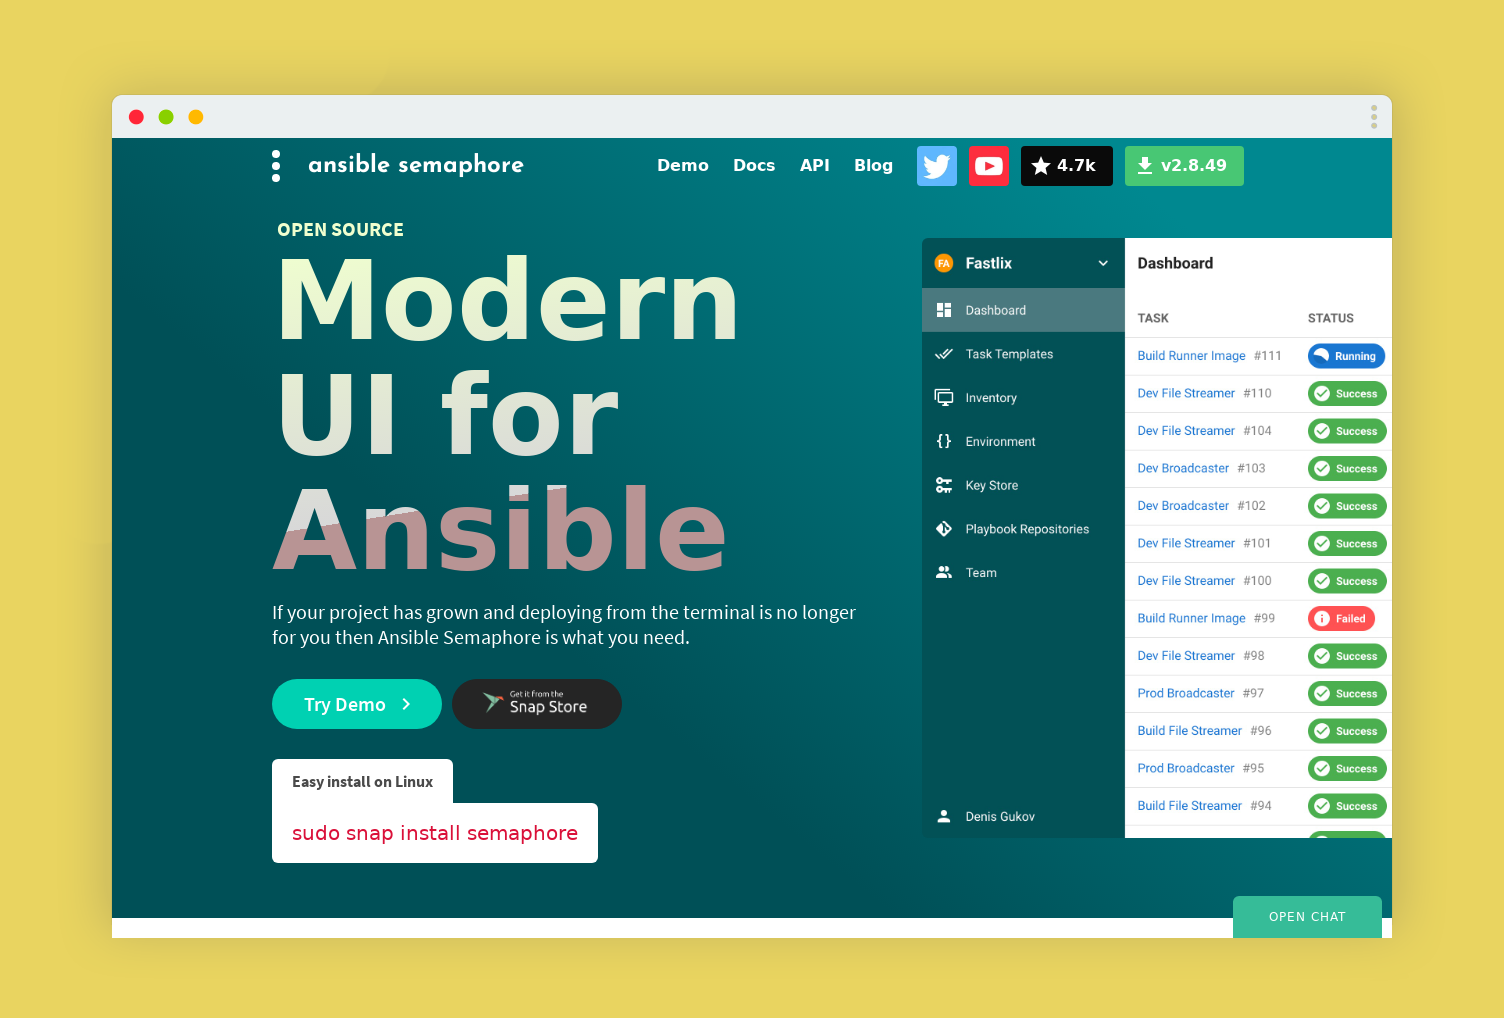 ansible semaphore
Demo Docs API Blog 4.7k v2.8.49
OPEN SOURCE
Modern
UI for
Ansible
If your project has grown and deploying from the terminal is no longer
for you then Ansible Semaphore is what you need.
Try Demo
Get it from the
Snap Store
Easy install on Linux
sudo snap install semaphore
FA Fastlix
Dashboard
Task Templates
Inventory
Environment
Key Store
Playbook Repositories
Team
Denis Gukov
Dashboard
TASK STATUS
Build Runner Image #111 Running
Dev File Streamer #110 Success
Dev File Streamer #104 Success
Dev Broadcaster #103 Success
Dev Broadcaster #102 Success
Dev File Streamer #101 Success
Dev File Streamer #100 Success
Build Runner Image #99 Failed
Dev File Streamer #98 Success
Prod Broadcaster #97 Success
Build File Streamer #96 Success
Prod Broadcaster #95 Success
Build File Streamer #94 Success
OPEN CHAT